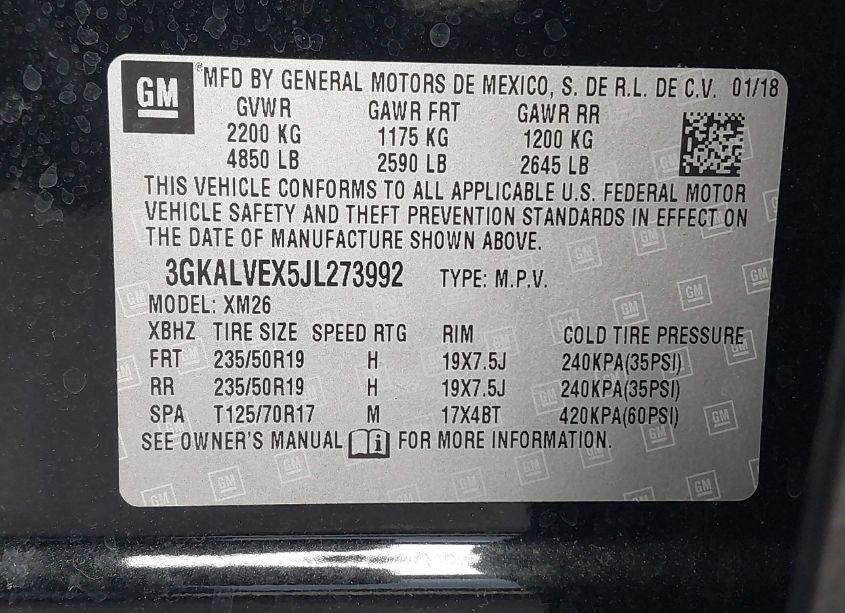 GM MFD BY GENERAL MOTORS DE MEXICO, S. DE R.L. DE C.V. 01/18
GVWR GAWR FRT GAWR RR
2200 KG 1175 KG 1200 KG
4850 LB 2590 LB 2645 LB
THIS VEHICLE CONFORMS TO ALL APPLICABLE U.S. FEDERAL MOTOR
VEHICLE SAFETY AND THEFT PREVENTION STANDARDS IN EFFECT ON
THE DATE OF MANUFACTURE SHOWN ABOVE.
3GKALVEX5JL273992 TYPE: M.P.V.
MODEL: XM26
XBHZ TIRE SIZE SPEED RTG RIM COLD TIRE PRESSURE
FRT 235/50R19 H 19X7.5J 240KPA(35PSI)
RR 235/50R19 H 19X7.5J 240KPA(35PSI)
SPA T125/70R17 M 17X4BT 420KPA(60PSI)
SEE OWNER'S MANUAL FOR MORE INFORMATION.